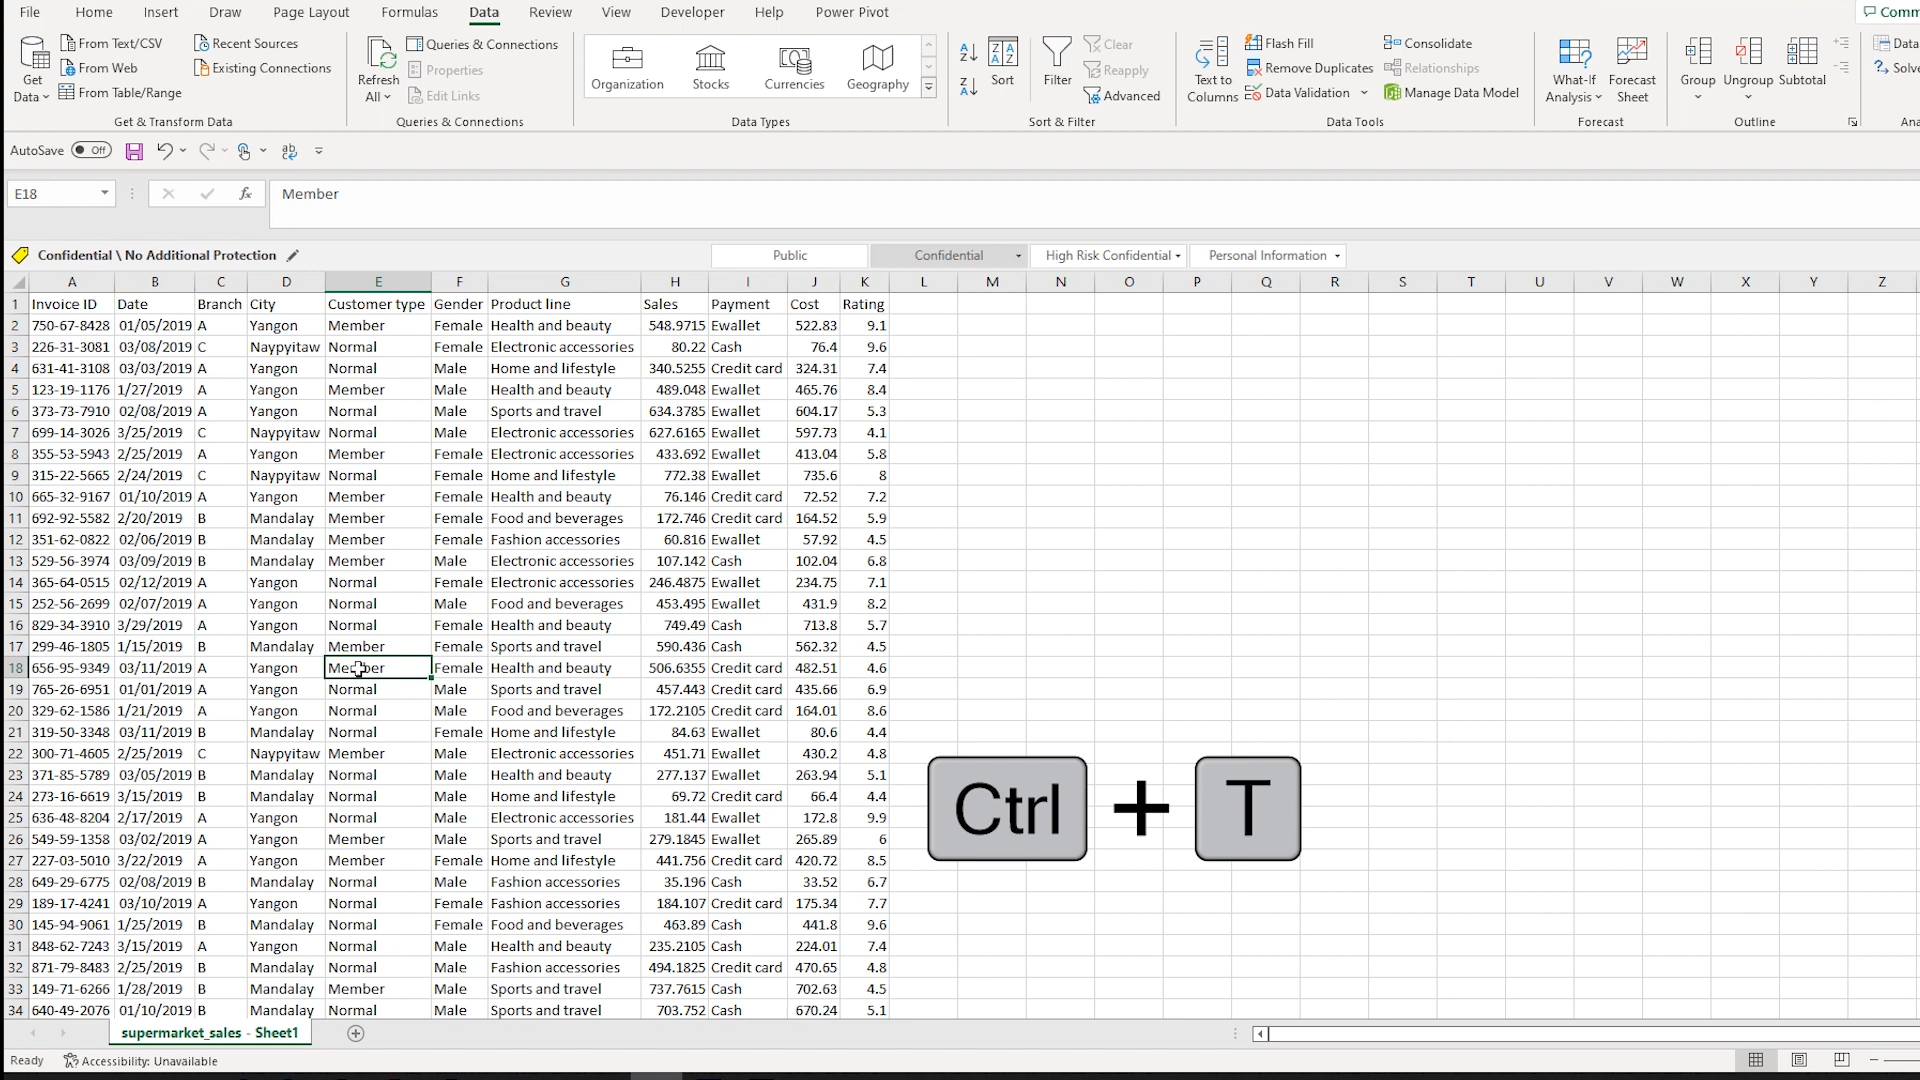 File Home Insert Draw Page Layout Formulas Data Review View Developer Help Power Pivot
Get Data
From Text/CSV
From Web
From Table/Range
Recent Sources
Existing Connections
Get & Transform Data
Refresh All
Queries & Connections
Properties
Edit Links
Queries & Connections
Organization Stocks Currencies Geography
Data Types
Sort
Filter
Clear
Reapply
Advanced
Sort & Filter
Text to Columns
Flash Fill
Remove Duplicates
Data Validation
Consolidate
Relationships
Manage Data Model
Data Tools
What-If Analysis
Forecast Sheet
Forecast
Group Ungroup Subtotal
Outline
AutoSave Off
E18 fx Member
Confidential \ No Additional Protection Public Confidential High Risk Confidential Personal Information
A B C D E F G H I J K L M N O P Q R S T U V W X Y Z
1 Invoice ID Date Branch City Customer type Gender Product line Sales Payment Cost Rating
2 750-67-8428 01/05/2019 A Yangon Member Female Health and beauty 548.9715 Ewallet 522.83 9.1
3 226-31-3081 03/08/2019 C Naypyitaw Normal Female Electronic accessories 80.22 Cash 76.4 9.6
4 631-41-3108 03/03/2019 A Yangon Normal Male Home and lifestyle 340.5255 Credit card 324.31 7.4
5 123-19-1176 1/27/2019 A Yangon Member Male Health and beauty 489.048 Ewallet 465.76 8.4
6 373-73-7910 02/08/2019 A Yangon Normal Male Sports and travel 634.3785 Ewallet 604.17 5.3
7 699-14-3026 3/25/2019 C Naypyitaw Normal Male Electronic accessories 627.6165 Ewallet 597.73 4.1
8 355-53-5943 2/25/2019 A Yangon Member Female Electronic accessories 433.692 Ewallet 413.04 5.8
9 315-22-5665 2/24/2019 C Naypyitaw Normal Female Home and lifestyle 772.38 Ewallet 735.6 8
10 665-32-9167 01/10/2019 A Yangon Member Female Health and beauty 76.146 Credit card 72.52 7.2
11 692-92-5582 2/20/2019 B Mandalay Member Female Food and beverages 172.746 Credit card 164.52 5.9
12 351-62-0822 02/06/2019 B Mandalay Member Female Fashion accessories 60.816 Ewallet 57.92 4.5
13 529-56-3974 03/09/2019 B Mandalay Member Male Electronic accessories 107.142 Cash 102.04 6.8
14 365-64-0515 02/12/2019 A Yangon Normal Female Electronic accessories 246.4875 Ewallet 234.75 7.1
15 252-56-2699 02/07/2019 A Yangon Normal Male Food and beverages 453.495 Ewallet 431.9 8.2
16 829-34-3910 3/29/2019 A Yangon Normal Female Health and beauty 749.49 Cash 713.8 5.7
17 299-46-1805 1/15/2019 B Mandalay Member Female Sports and travel 590.436 Cash 562.32 4.5
18 656-95-9349 03/11/2019 A Yangon Member Female Health and beauty 506.6355 Credit card 482.51 4.6
19 765-26-6951 01/01/2019 A Yangon Normal Male Sports and travel 457.443 Credit card 435.66 6.9
20 329-62-1586 1/21/2019 A Yangon Normal Male Food and beverages 172.2105 Credit card 164.01 8.6
21 319-50-3348 03/11/2019 B Mandalay Normal Female Home and lifestyle 84.63 Ewallet 80.6 4.4
22 300-71-4605 2/25/2019 C Naypyitaw Member Male Electronic accessories 451.71 Ewallet 430.2 4.8
23 371-85-5789 03/05/2019 B Mandalay Normal Male Health and beauty 277.137 Ewallet 263.94 5.1
24 273-16-6619 3/15/2019 B Mandalay Normal Male Home and lifestyle 69.72 Credit card 66.4 4.4
25 636-48-8204 2/17/2019 A Yangon Normal Male Electronic accessories 181.44 Ewallet 172.8 9.9
26 549-59-1358 03/02/2019 A Yangon Member Male Sports and travel 279.1845 Ewallet 265.89 6
27 227-03-5010 3/22/2019 A Yangon Member Female Home and lifestyle 441.756 Credit card 420.72 8.5
28 649-29-6775 02/08/2019 B Mandalay Normal Male Fashion accessories 35.196 Cash 33.52 6.7
29 189-17-4241 03/10/2019 A Yangon Normal Female Fashion accessories 184.107 Credit card 175.34 7.7
30 145-94-9061 1/25/2019 B Mandalay Normal Female Food and beverages 463.89 Cash 441.8 9.6
31 848-62-7243 3/15/2019 A Yangon Normal Male Health and beauty 235.2105 Cash 224.01 7.4
32 871-79-8483 2/25/2019 B Mandalay Normal Male Fashion accessories 494.1825 Credit card 470.65 4.8
33 149-71-6266 1/28/2019 B Mandalay Member Male Sports and travel 737.7615 Cash 702.63 4.5
34 640-49-2076 01/10/2019 B Mandalay Normal Male Sports and travel 703.752 Cash 670.24 5.1
Ctrl + T
supermarket_sales - Sheet1
Ready Accessibility: Unavailable